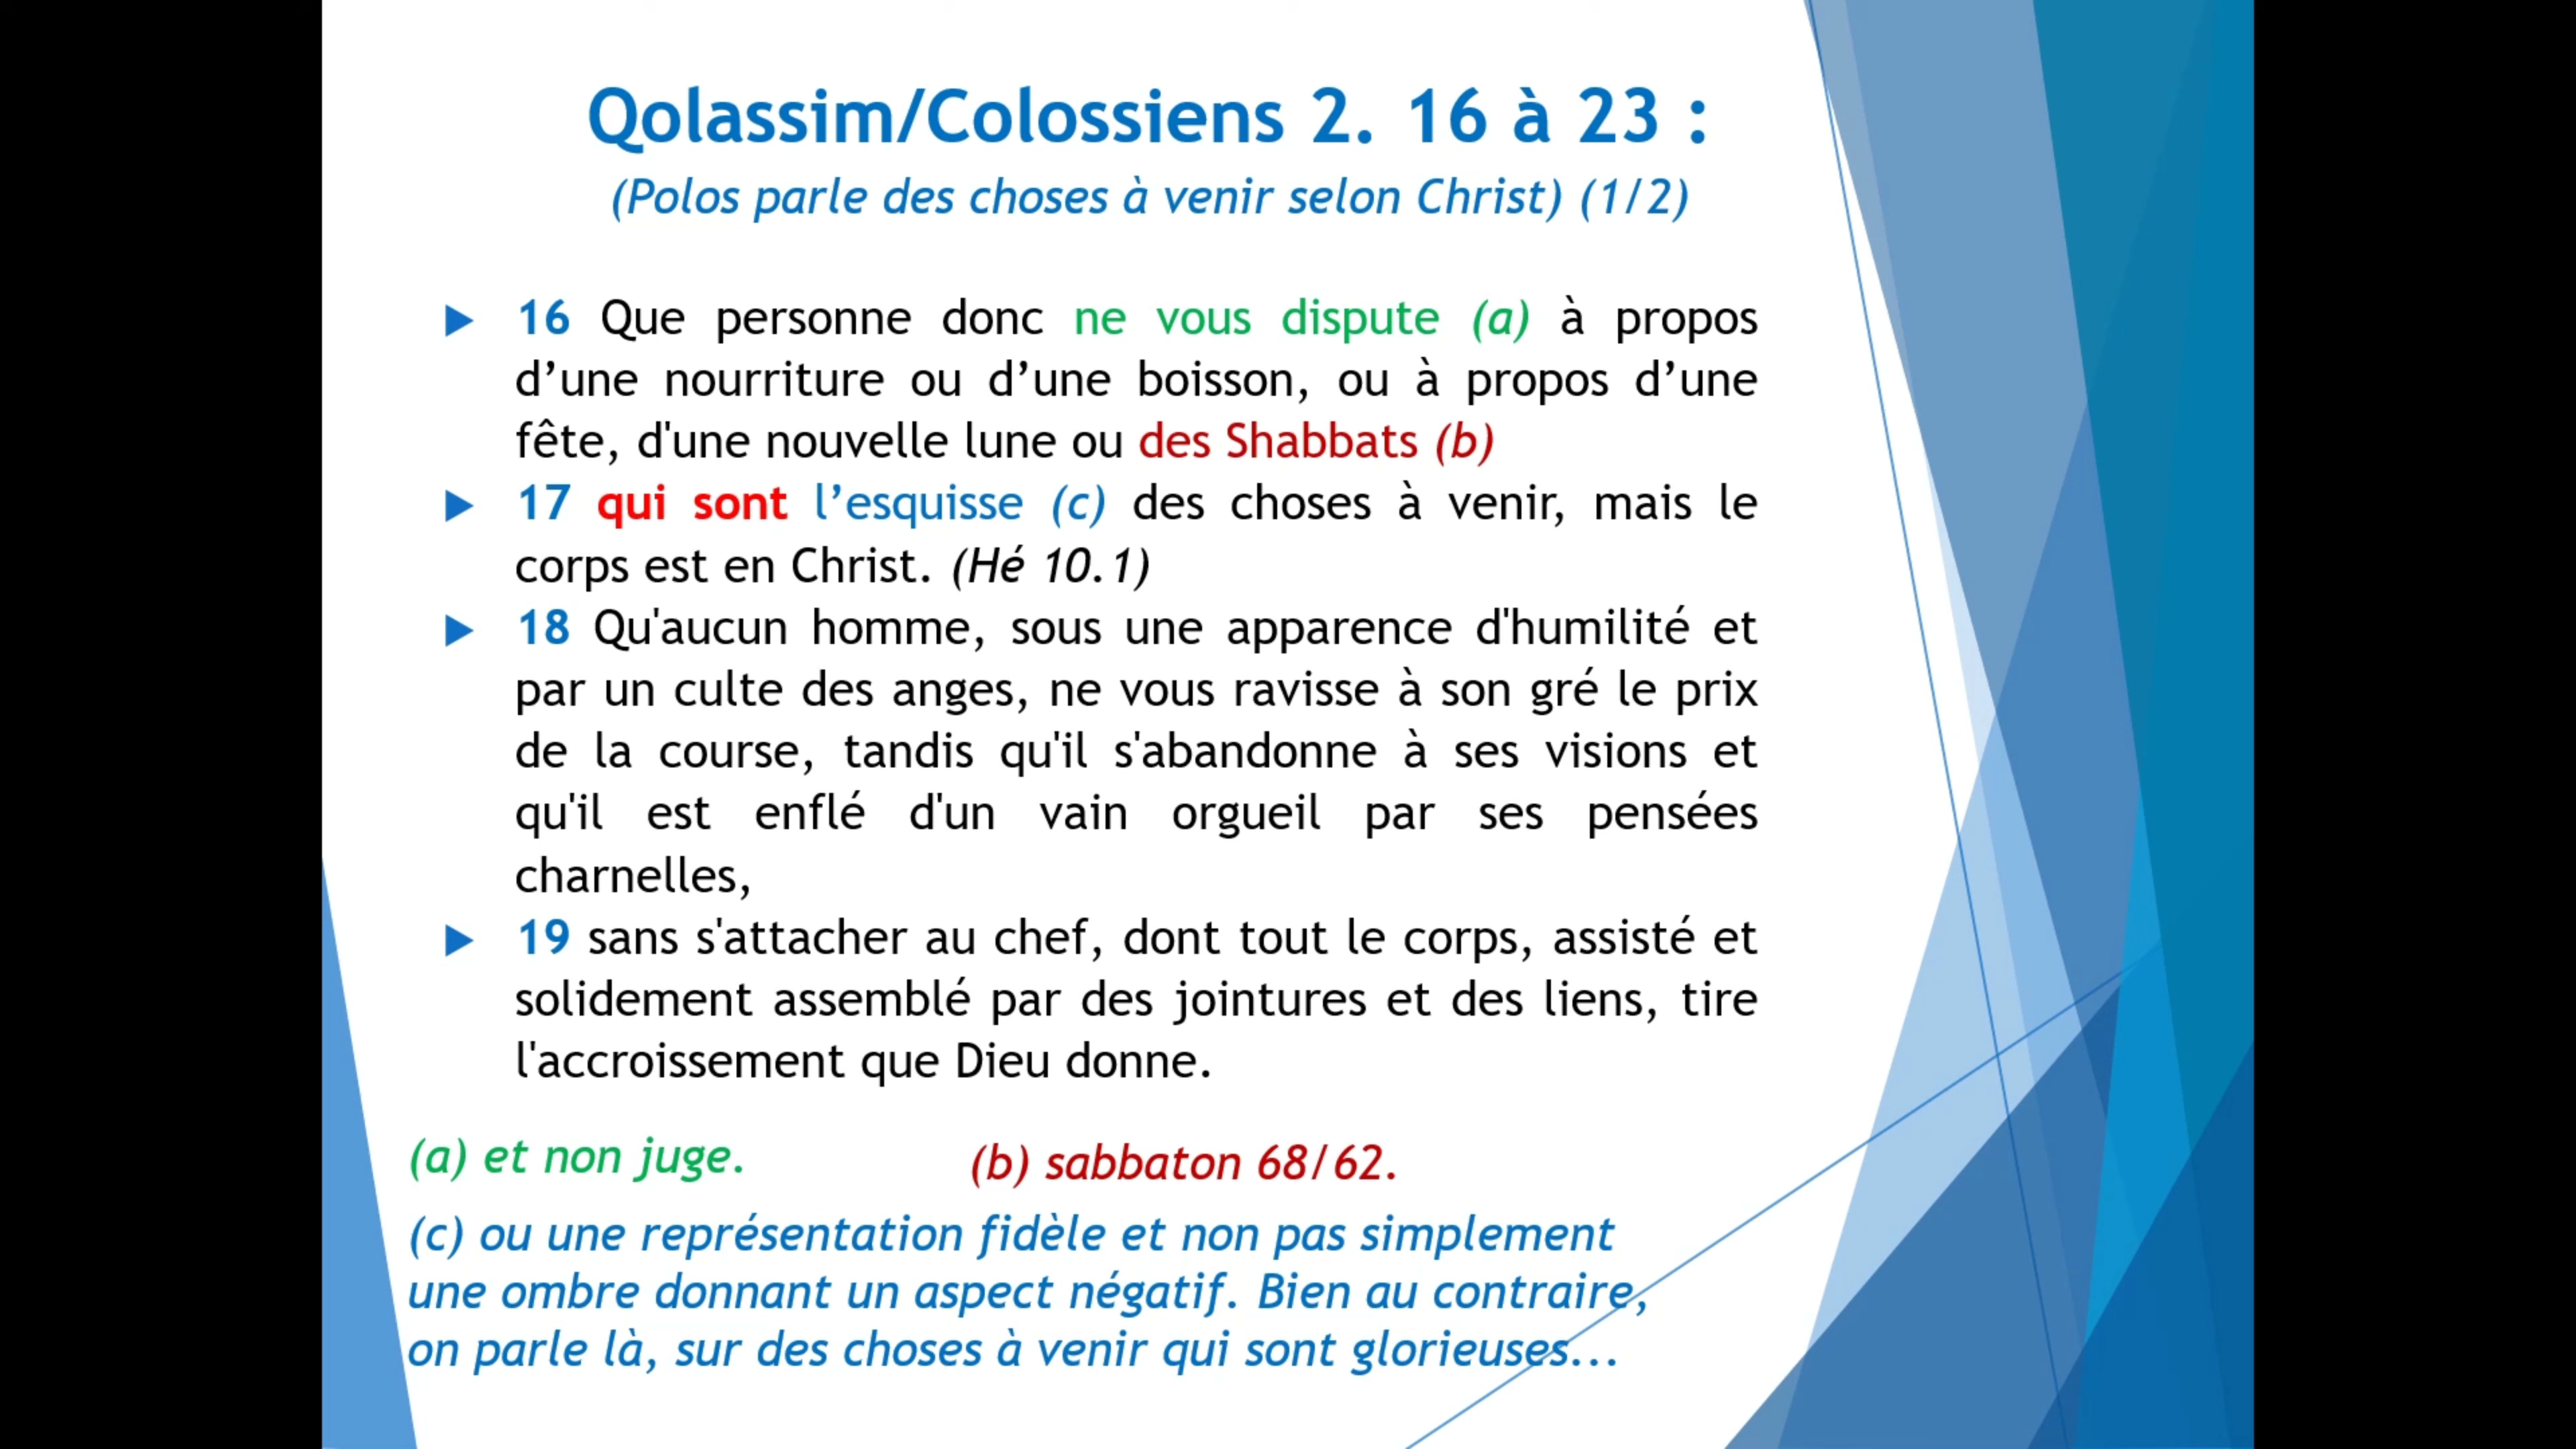 Qolassim/Colossiens 2. 16 à 23 :
(Polos parle des choses à venir selon Christ) (1/2)
16 Que personne donc ne vous dispute (a) à propos
d’une nourriture ou d’une boisson, ou à propos d’une
fête, d'une nouvelle lune ou des Shabbats (b)
17 qui sont l’esquisse (c) des choses à venir, mais le
corps est en Christ. (Hé 10.1)
18 Qu'aucun homme, sous une apparence d'humilité et
par un culte des anges, ne vous ravisse à son gré le prix
de la course, tandis qu'il s'abandonne à ses visions et
qu'il est enflé d'un vain orgueil par ses pensées
charnelles,
19 sans s'attacher au chef, dont tout le corps, assisté et
solidement assemblé par des jointures et des liens, tire
l'accroissement que Dieu donne.
(a) et non juge. (b) sabbaton 68/62.
(c) ou une représentation fidèle et non pas simplement
une ombre donnant un aspect négatif. Bien au contraire,
on parle là, sur des choses à venir qui sont glorieuses...